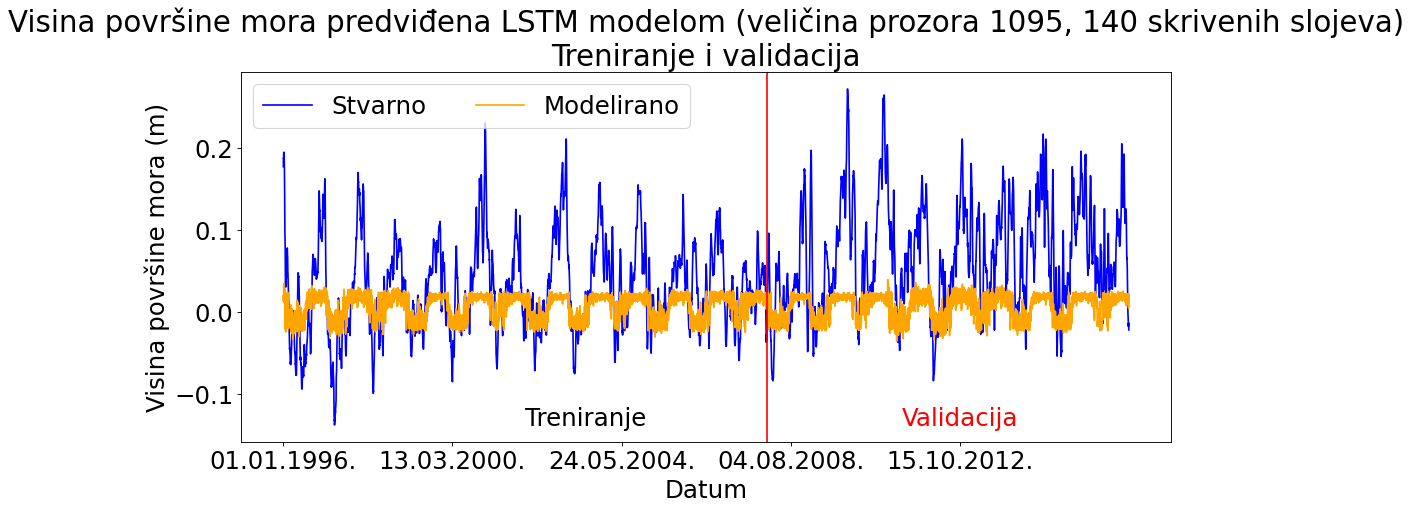 Visina površine mora predviđena LSTM modelom (veličina prozora 1095, 140 skrivenih slojeva)
Treniranje i validacija
Stvarno
Modelirano
Visina površine mora (m)
0.2
0.1
0.0
−0.1
Treniranje
Validacija
01.01.1996.
13.03.2000.
24.05.2004.
04.08.2008.
15.10.2012.
Datum